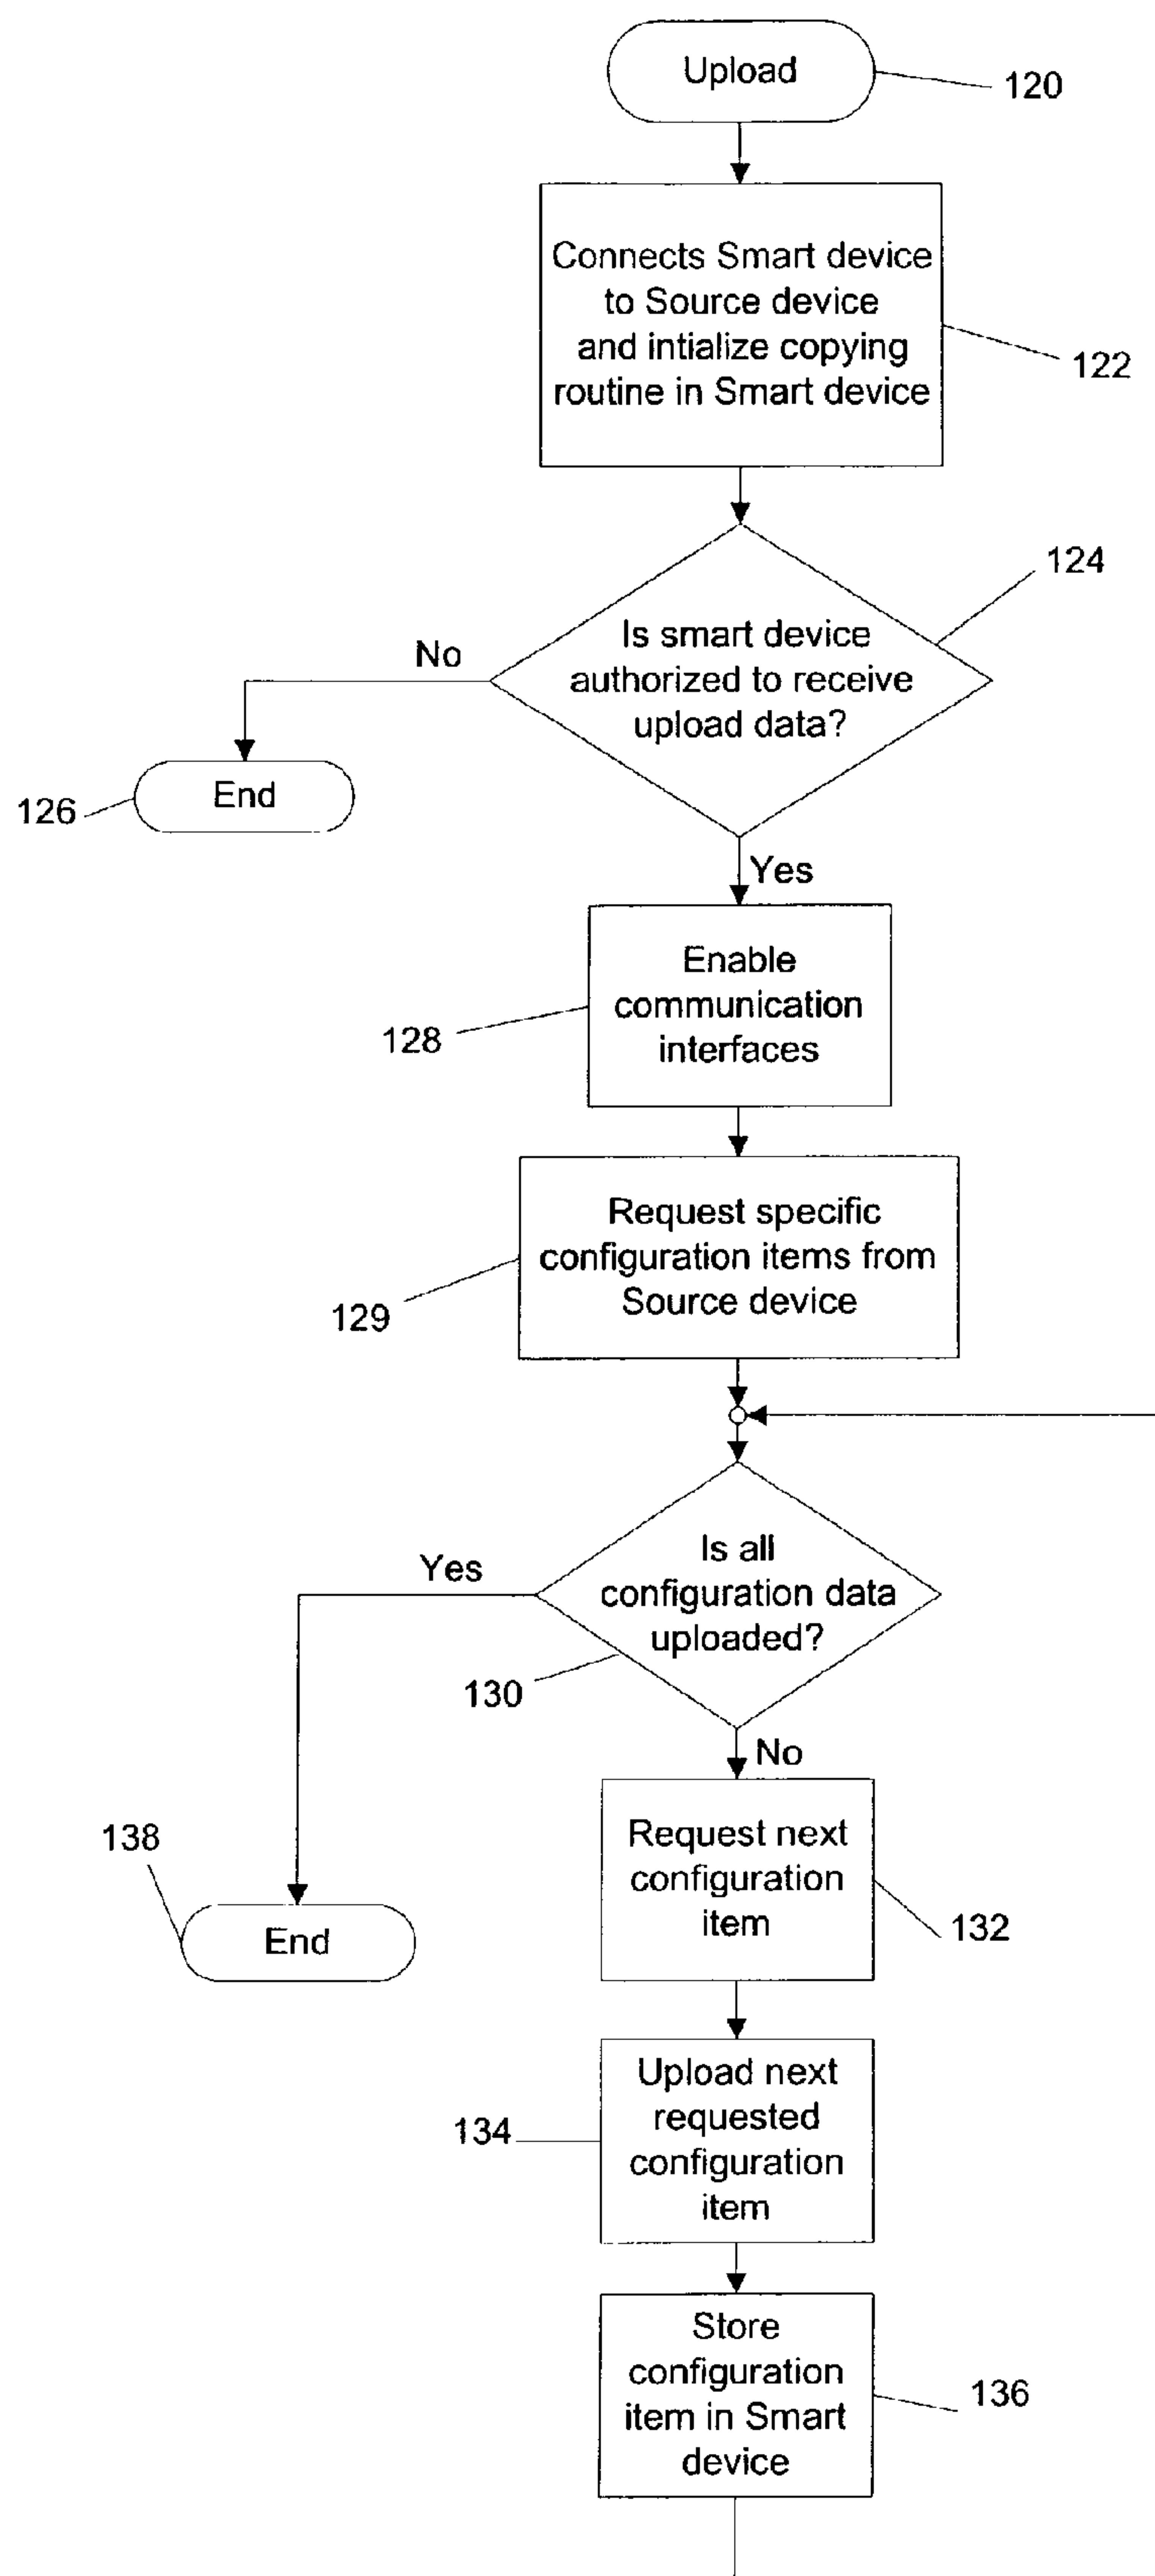 Upload
120
Connects Smart device
to Source device
and intialize copying
routine in Smart device
122
124
Is smart device
authorized to receive
upload data?
No
End
126
Yes
Enable
communication
interfaces
128
Request specific
configuration items from
Source device
129
Is all
configuration data
uploaded?
Yes
130
No
138
End
Request next
configuration
item
132
Upload next
requested
configuration
item
134
Store
configuration
item in Smart
device
136